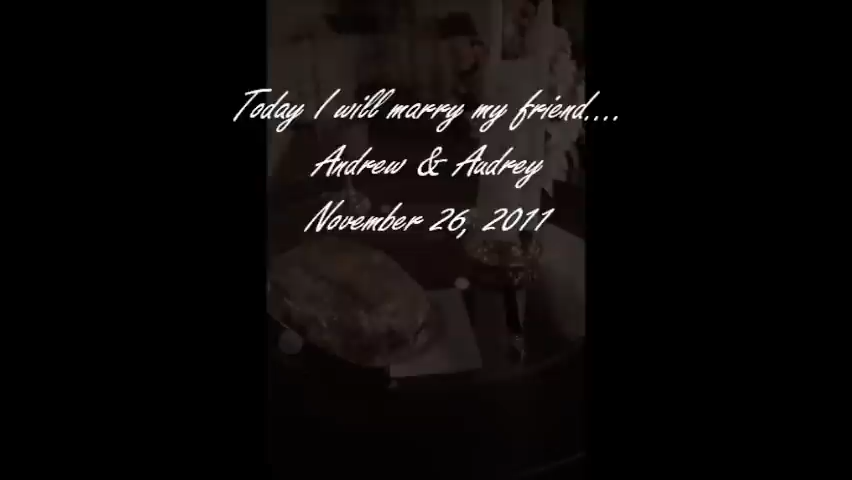 Today I will marry my friend....
Andrew & Audrey
November 26, 2011